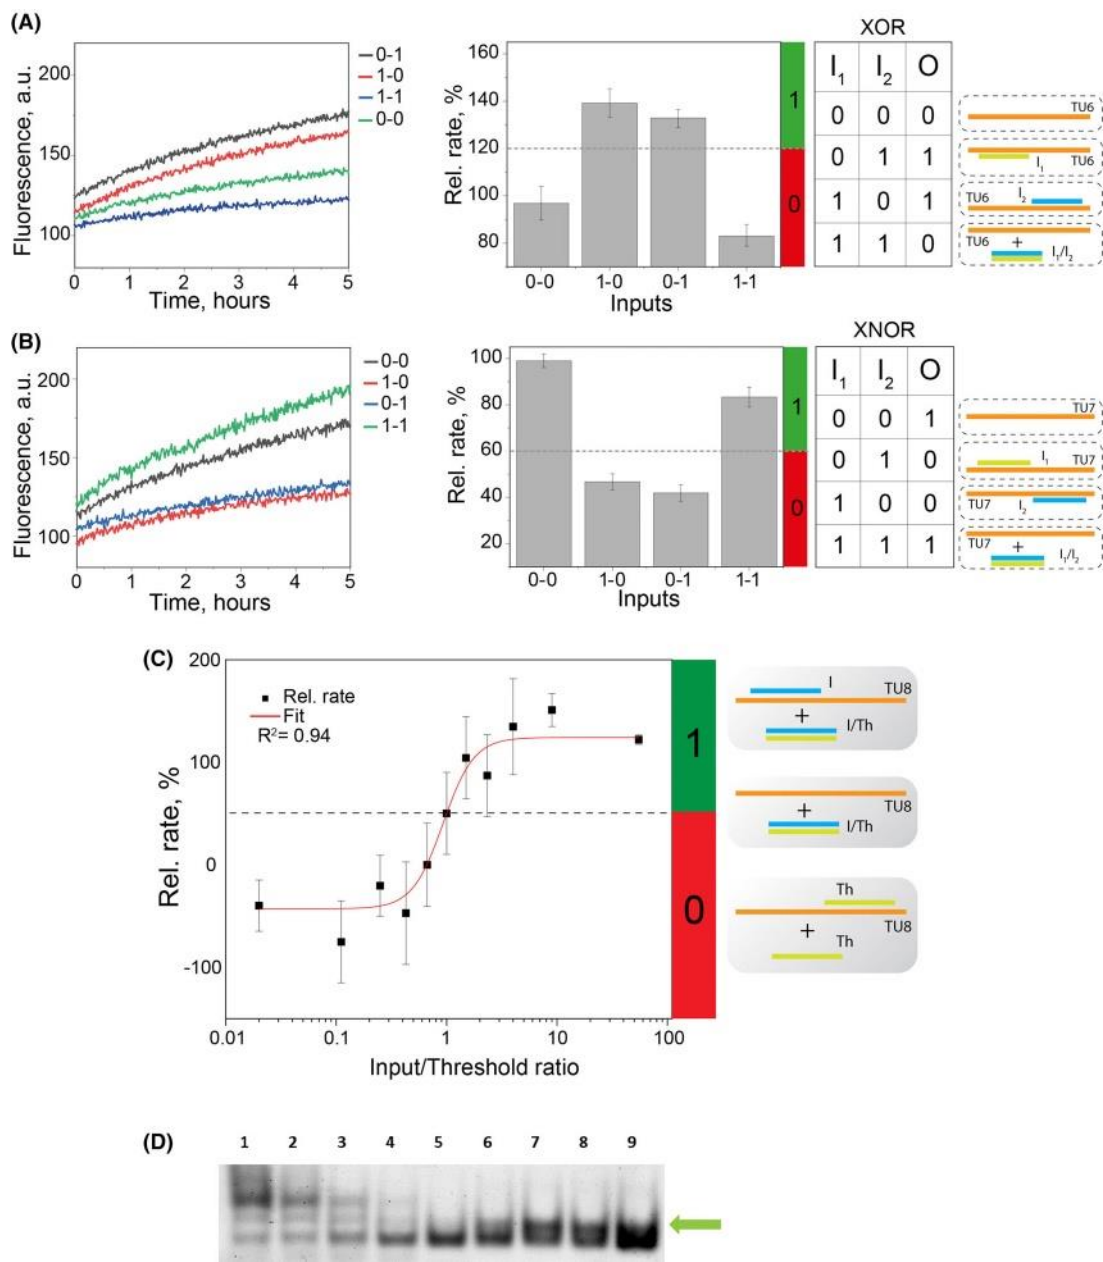 (A)
Fluorescence, a.u.
200
150
100
0 1 2 3 4 5
Time, hours
0-1
1-0
1-1
0-0
Rel. rate, %
160
140
120
100
80
0-0 1-0 0-1 1-1
Inputs
1
0
XOR
I₁ I₂ O
0 0 0
0 1 1
1 0 1
1 1 0
TU6
I₁ TU6
TU6 I₂
TU6 + I₁/I₂
(B)
Fluorescence, a.u.
200
150
100
0 1 2 3 4 5
Time, hours
0-0
1-0
0-1
1-1
Rel. rate, %
100
80
60
40
20
0-0 1-0 0-1 1-1
Inputs
1
0
XNOR
I₁ I₂ O
0 0 1
0 1 0
1 0 0
1 1 1
TU7
I₁ TU7
TU7 I₂
TU7 + I₁/I₂
(C)
Rel. rate, %
200
100
0
-100
Rel. rate
Fit
R²= 0.94
0.01 0.1 1 10 100
Input/Threshold ratio
1
0
I TU8
+ I/Th
TU8
+ I/Th
Th
TU8
+ Th
(D) 1 2 3 4 5 6 7 8 9